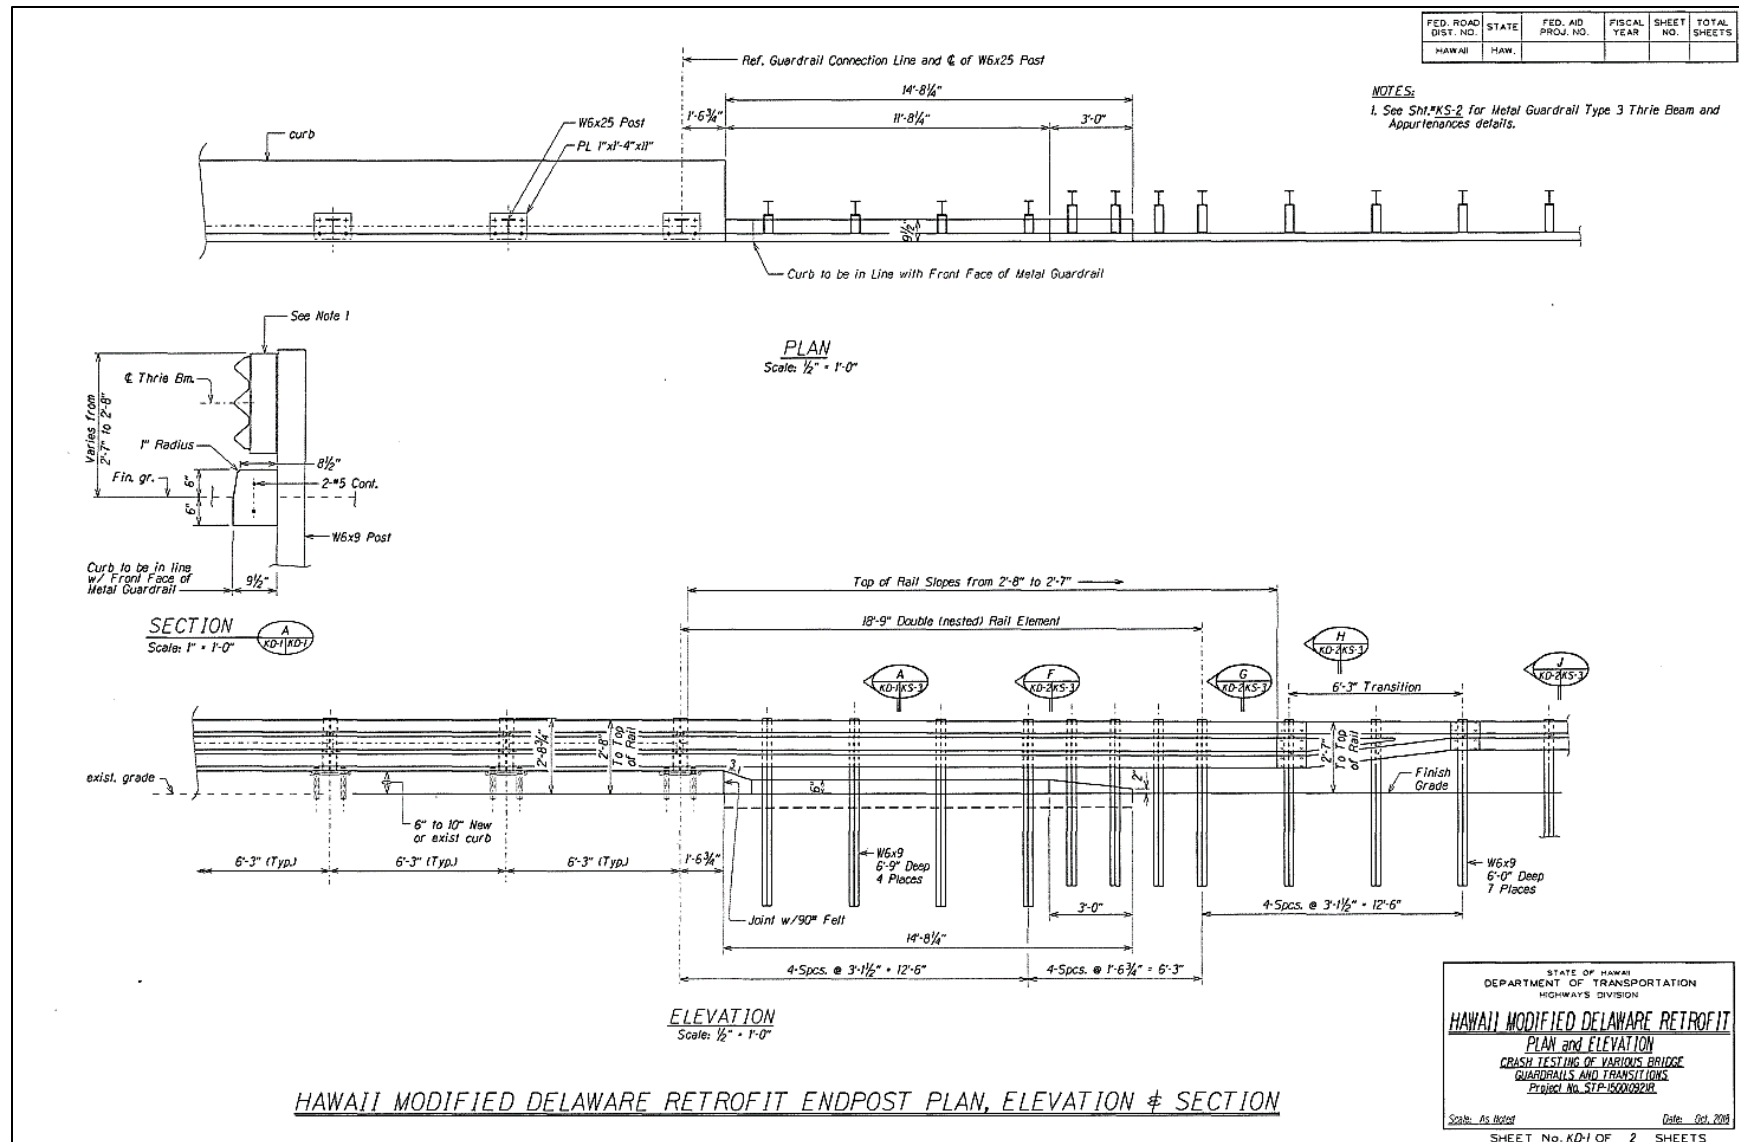 FED. ROAD DIST. NO.
STATE
FED. AID PROJ. NO.
FISCAL YEAR
SHEET NO.
TOTAL SHEETS
HAWAII
HAW.
NOTES:
1. See Sht.#KS-2 for Metal Guardrail Type 3 Thrie Beam and
Appurtenances details.
Ref. Guardrail Connection Line and ℄ of W6x25 Post
14'-8¼"
1'-6¾"
11'-8¼"
3'-0"
curb
W6x25 Post
PL 1"x1'-4"x11"
9½"
Curb to be in Line with Front Face of Metal Guardrail
PLAN
Scale: ½" = 1'-0"
See Note 1
℄ Thrie Bm.
Varies from
2'-7" to 2'-8"
1" Radius
8½"
Fin. gr.
6"
2-#5 Cont.
6"
W6x9 Post
Curb to be in line
w/ Front Face of
Metal Guardrail
9½"
SECTION
Scale: 1" = 1'-0"
A
KD-1 KD-1
Top of Rail Slopes from 2'-8" to 2'-7"
18'-9" Double (nested) Rail Element
A
KD-1 KS-3
F
KD-2 KS-3
G
KD-2 KS-3
H
KD-2 KS-3
J
KD-2 KS-3
6'-3" Transition
exist. grade
2'-8¾"
2'-8"
To Top
of Rail
3
1
6"
2"
2'-7"
To Top
of Rail
Finish
Grade
6" to 10" New
or exist curb
6'-3" (Typ.)
6'-3" (Typ.)
6'-3" (Typ.)
1'-6¾"
W6x9
6'-9" Deep
4 Places
W6x9
6'-0" Deep
7 Places
Joint w/90# Felt
3'-0"
4-Spcs. @ 3'-1½" = 12'-6"
14'-8¼"
4-Spcs. @ 3'-1½" = 12'-6"
4-Spcs. @ 1'-6¾" = 6'-3"
ELEVATION
Scale: ½" = 1'-0"
HAWAII MODIFIED DELAWARE RETROFIT ENDPOST PLAN, ELEVATION & SECTION
STATE OF HAWAII
DEPARTMENT OF TRANSPORTATION
HIGHWAYS DIVISION
HAWAII MODIFIED DELAWARE RETROFIT
PLAN and ELEVATION
CRASH TESTING OF VARIOUS BRIDGE
GUARDRAILS AND TRANSITIONS
Project No. STP-1500(092)R
Scale: As Noted
Date: Oct. 2018
SHEET No. KD-1 OF 2 SHEETS